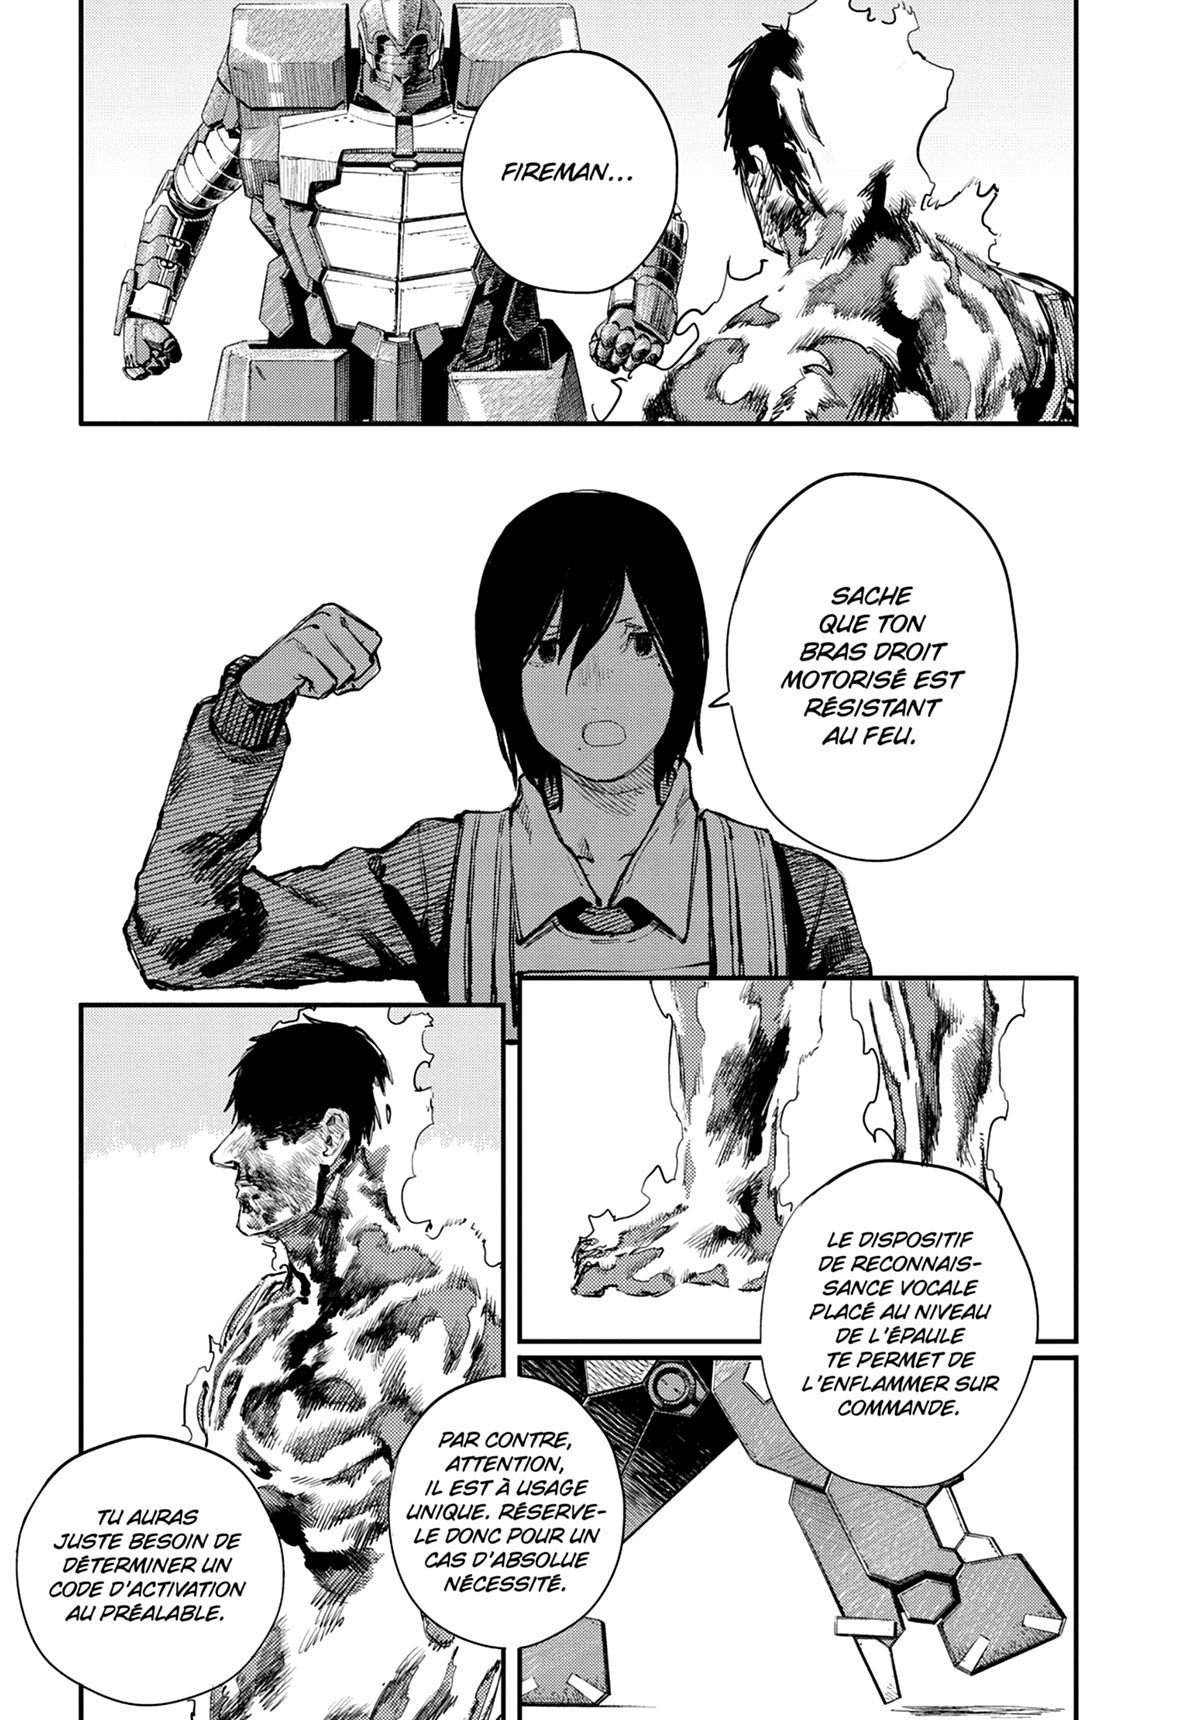 FIREMAN...
SACHE
QUE TON
BRAS DROIT
MOTORISÉ EST
RÉSISTANT
AU FEU.
LE DISPOSITIF
DE RECONNAIS-
SANCE VOCALE
PLACÉ AU NIVEAU
DE L'ÉPAULE
TE PERMET DE
L'ENFLAMMER SUR
COMMANDE.
PAR CONTRE,
ATTENTION,
IL EST À USAGE
UNIQUE. RÉSERVE-
LE DONC POUR UN
CAS D'ABSOLUE
NÉCESSITÉ.
TU AURAS
JUSTE BESOIN DE
DÉTERMINER UN
CODE D'ACTIVATION
AU PRÉALABLE.